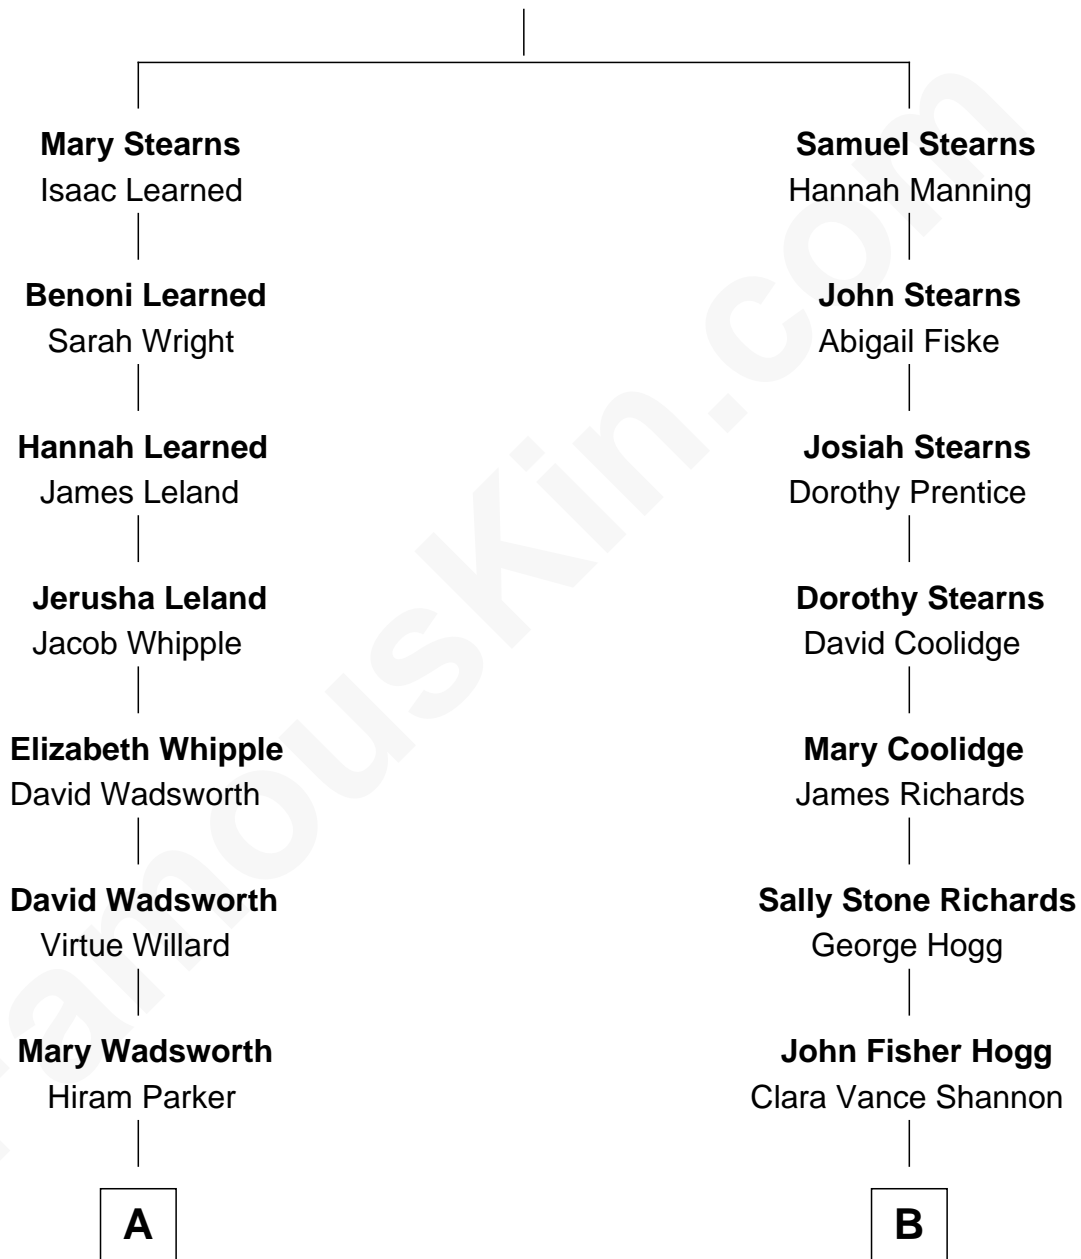 Mary Stearns
Isaac Learned
Samuel Stearns
Hannah Manning
Benoni Learned
Sarah Wright
John Stearns
Abigail Fiske
Hannah Learned
James Leland
Josiah Stearns
Dorothy Prentice
Jerusha Leland
Jacob Whipple
Dorothy Stearns
David Coolidge
Elizabeth Whipple
David Wadsworth
Mary Coolidge
James Richards
David Wadsworth
Virtue Willard
Sally Stone Richards
George Hogg
Mary Wadsworth
Hiram Parker
John Fisher Hogg
Clara Vance Shannon
A
B
FamousKin.com